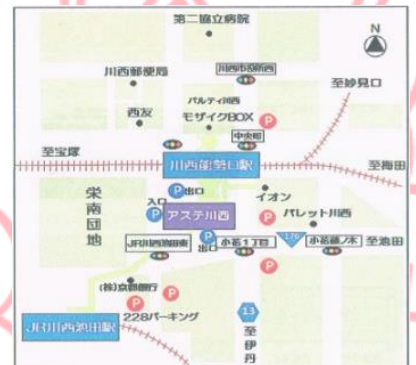 第二協立病院
N
川西郵便局
川西市役所西
至妙見口
パルティ川西
西友
モザイクBOX
P
中央町
至宝塚
川西能勢口駅
至梅田
P
出口
イオン
栄南団地
入口
P
アステ川西
P
パレット川西
P
出口
JR川西池田東
小花1丁目
176
小花藤ノ木
至池田
P
(株)京都銀行
P
P
228パーキング
13
JR川西池田駅
至伊丹